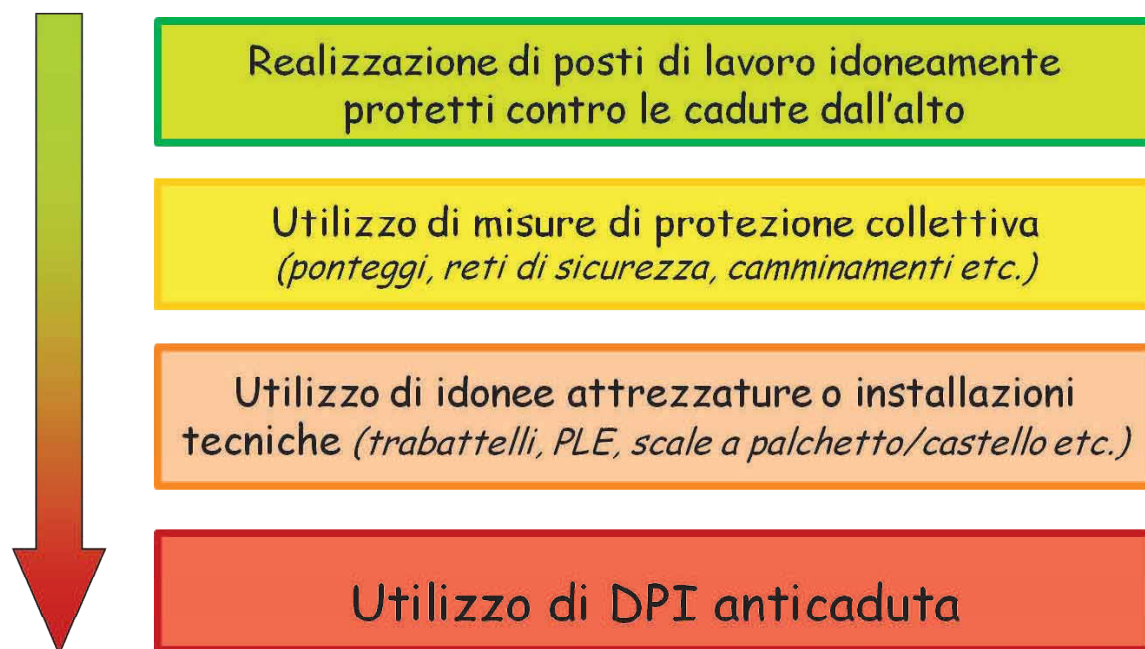 Realizzazione di posti di lavoro idoneamente
protetti contro le cadute dall'alto
Utilizzo di misure di protezione collettiva
(ponteggi, reti di sicurezza, camminamenti etc.)
Utilizzo di idonee attrezzature o installazioni
tecniche (trabattelli, PLE, scale a palchetto/castello etc.)
Utilizzo di DPI anticaduta